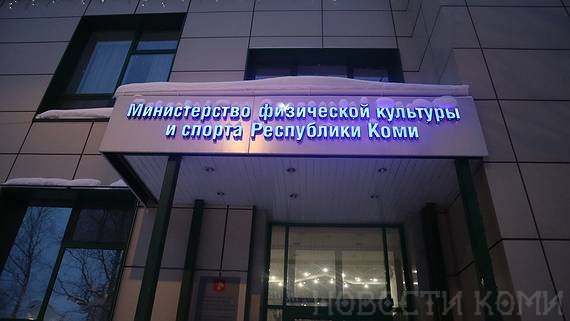 Министерство физической культуры
и спорта Республики Коми
НОВОСТИ КОМИ